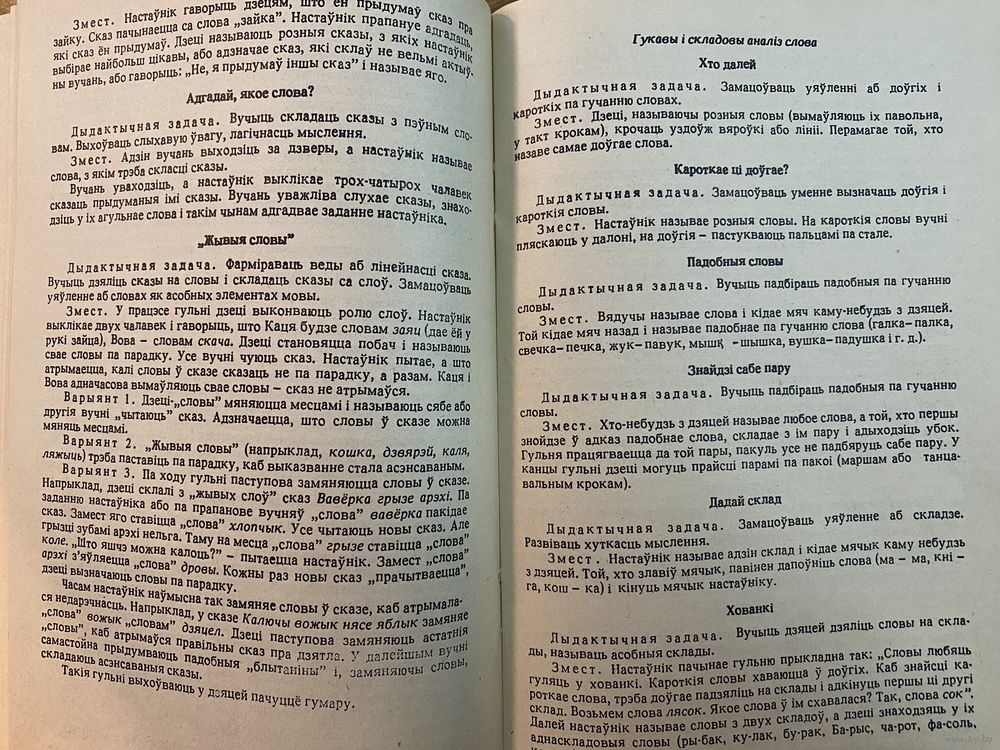 Змест. Настаўнік гаворыць дзецям, што ён прыдумаў сказ пра
зайку. Сказ пачынаецца са слова „зайка”. Настаўнік прапануе адгадаць,
які сказ ён прыдумаў. Дзеці называюць розныя сказы, з якіх настаўнік
выбірае найбольш цікавы, або адзначае сказ, які склаў не вельмі актыў-
ны вучань, або гаворыць: „Не, я прыдумаў іншы сказ” і называе яго.
Адгадай, якое слова?
Дыдактычная задача. Вучыць складаць сказы з пэўным сло-
вам. Выхоўваць слыхавую ўвагу, лагічнасць мыслення.
Змест. Адзін вучань выходзіць за дзверы, а настаўнік называе
слова, з якім трэба скласці сказы.
Вучань уваходзіць, а настаўнік выклікае трох-чатырох чалавек
сказаць прыдуманыя імі сказы. Вучань уважліва слухае сказы, знахо-
дзіць у іх агульнае слова і такім чынам адгадвае заданне настаўніка.
„Жывыя словы”
Дыдактычная задача. Фарміраваць веды аб лінейнасці сказа.
Вучыць дзяліць сказы на словы і складаць сказы са слоў. Замацоўваць
уяўленне аб словах як асобных элементах мовы.
Змест. У працэсе гульні дзеці выконваюць ролю слоў. Настаўнік
выклікае двух чалавек і гаворыць, што Каця будзе словам заяц (дае ёй у
рукі зайца), Вова – словам скача. Дзеці становяцца побач і называюць
свае словы па парадку. Усе вучні чуюць сказ. Настаўнік пытае, а што
атрымаецца, калі словы ў сказе сказаць не па парадку, а разам. Каця і
Вова адначасова вымаўляюць свае словы – сказ не атрымаўся.
Варыянт 1. Дзеці-„словы” мяняюцца месцамі і называюць сябе або
другія вучні „чытаюць” сказ. Адзначаецца, што словы ў сказе можна
мяняць месцамі.
Варыянт 2. „Жывыя словы” (напрыклад, кошка, дзвярэй, каля,
ляжыць) трэба паставіць па парадку, каб выказванне стала асэнсаваным.
Варыянт 3. Па ходу гульні паступова замяняюцца словы ў сказе.
Напрыклад, дзеці склалі з „жывых слоў” сказ Вавёрка грызе арэхі. Па
заданню настаўніка або па прапанове вучняў „слова” вавёрка пакідае
сказ. Замест яго ставіцца „слова” хлопчык. Усе чытаюць новы сказ. Але
грызці зубамі арэхі нельга. Таму на месца „слова” грызе ставіцца „слова”
коле. „Што яшчэ можна калоць?” – пытаецца настаўнік. Замест „слова”
арэхі з’яўляецца „слова” дровы. Кожны раз новы сказ „прачытваецца”,
дзеці вызначаюць словы па парадку.
Часам настаўнік наўмысна так замяняе словы ў сказе, каб атрымала-
ся недарэчнасць. Напрыклад, у сказе Калючы вожык нясе яблык замяняе
„слова” вожык „словам” дзяцел. Дзеці паступова замяняюць астатнія
„словы”, каб атрымаўся правільны сказ пра дзятла. У далейшым вучні
самастойна прыдумваюць падобныя „блытаніны” і, замяняючы словы,
складаюць асэнсаваныя сказы.
Такія гульні выхоўваюць у дзяцей пачуццё гумару.
Гукавы і складовы аналіз слова
Хто далей
Дыдактычная задача. Замацоўваць уяўленні аб доўгіх і
кароткіх па гучанню словах.
Змест. Дзеці, называючы розныя словы (вымаўляюць іх павольна,
у такт крокам), крочаць уздоўж вяроўкі або лініі. Перамагае той, хто
назаве самае доўгае слова.
Кароткае ці доўгае?
Дыдактычная задача. Замацоўваць уменне вызначаць доўгія і
кароткія словы.
Змест. Настаўнік называе розныя словы. На кароткія словы вучні
пляскаюць у далоні, на доўгія – пастукваюць пальцамі па стале.
Падобныя словы
Дыдактычная задача. Вучыць падбіраць падобныя па гучанню
словы.
Змест. Вядучы называе слова і кідае мяч каму-небудзь з дзяцей.
Той кідае мяч назад і называе падобнае па гучанню слова (галка-палка,
свечка-печка, жук-павук, мышк -шышка, вушка-падушка і г. д.).
Знайдзі сабе пару
Дыдактычная задача. Вучыць падбіраць падобныя па гучанню
словы.
Змест. Хто-небудзь з дзяцей называе любое слова, а той, хто першы
знойдзе ў адказ падобнае слова, складае з ім пару і адыходзіць убок.
Гульня працягваецца да той пары, пакуль усе не падбяруць сабе пару. У
канцы гульні дзеці могуць прайсці парамі па пакоі (маршам або танца-
вальным крокам).
Дадай склад
Дыдактычная задача. Замацоўваць уяўленне аб складзе.
Развіваць хуткасць мыслення.
Змест. Настаўнік называе адзін склад і кідае мячык каму небудзь
з дзяцей. Той, хто злавіў мячык, павінен дапоўніць слова (ма – ма, кні –
га, кош – ка) і кінуць мячык настаўніку.
Хованкі
Дыдактычная задача. Вучыць дзяцей дзяліць словы на скла-
ды, называць асобныя склады.
Змест. Настаўнік пачынае гульню прыкладна так: „Словы любяць
гуляць у хованкі. Кароткія словы хаваюцца ў доўгіх. Каб знайсці ка-
роткае слова, трэба доўгае падзяліць на склады і адкінуць першы ці другі
склад. Возьмем слова лясок. Якое слова ў ім схавалася? Так, слова сок”.
Далей настаўнік называе словы з двух складоў, а дзеці знаходзяць у іх
аднаскладовыя словы (ры-бак, ку-лак, бу-рак, Ба-рыс, ча-рот, фа-соль,
www.ay.by